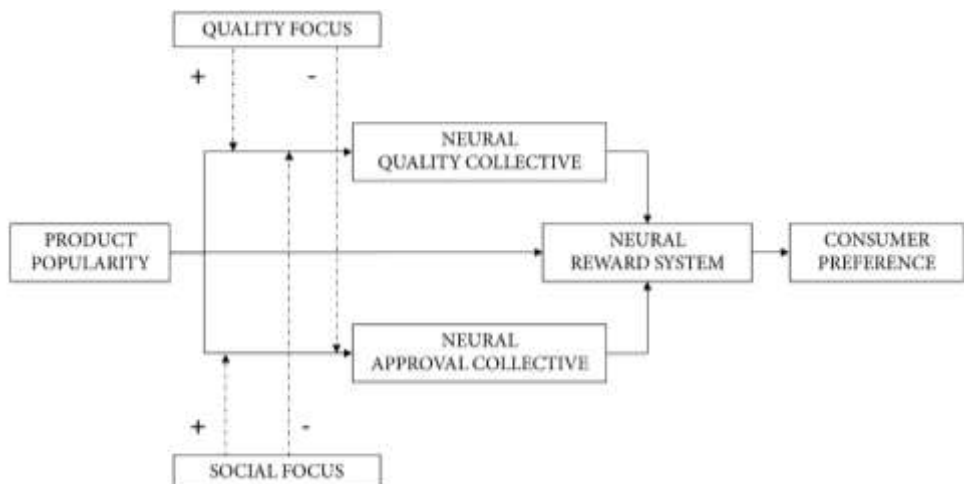 QUALITY FOCUS
+
-
NEURAL
QUALITY COLLECTIVE
PRODUCT
POPULARITY
NEURAL
REWARD SYSTEM
CONSUMER
PREFERENCE
NEURAL
APPROVAL COLLECTIVE
+
-
SOCIAL FOCUS